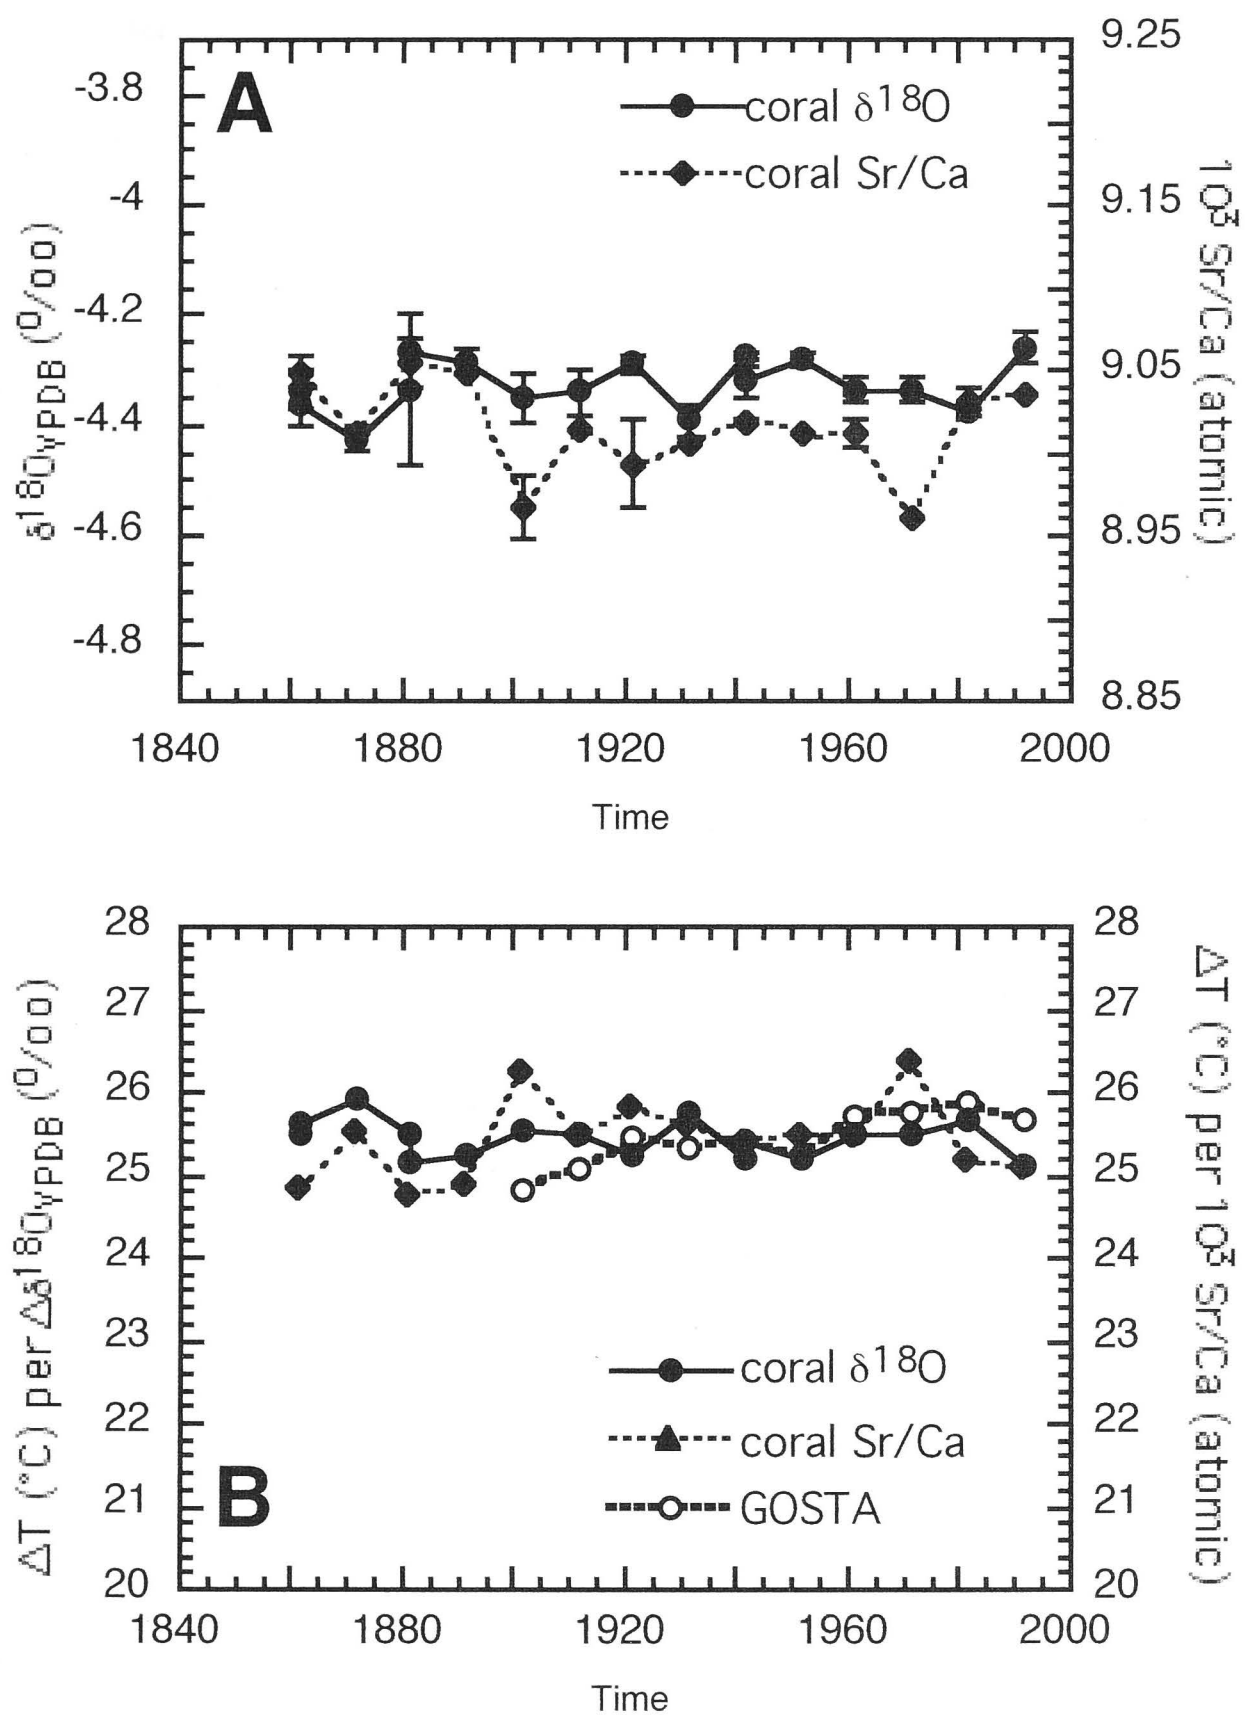 A
coral δ18O
coral Sr/Ca
-3.8
-4
-4.2
-4.4
-4.6
-4.8
δ18OVPDB (0/00)
9.25
9.15
9.05
8.95
8.85
103 Sr/Ca (atomic)
1840 1880 1920 1960 2000
Time
B
28
27
26
25
24
23
22
21
20
ΔT (°C) per Δδ18OVPDB (0/00)
coral δ18O
coral Sr/Ca
GOSTA
28
27
26
25
24
23
22
21
20
ΔT (°C) per 103 Sr/Ca (atomic)
1840 1880 1920 1960 2000
Time